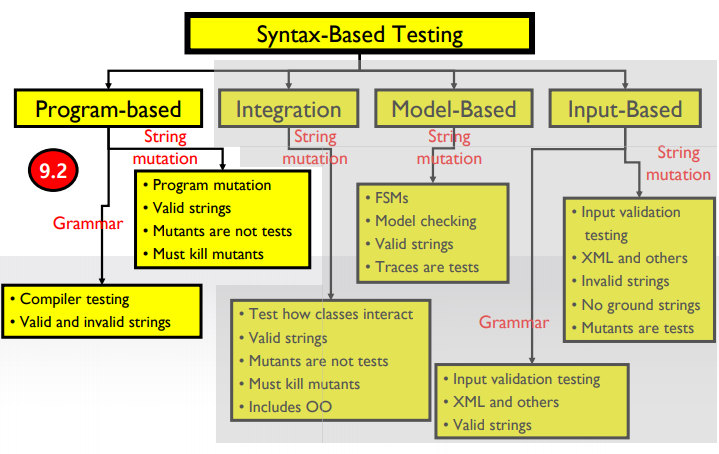 Syntax-Based Testing
Program-based
Integration
Model-Based
Input-Based
String
mutation
String
mutation
String
mutation
String
mutation
9.2
Grammar
• Program mutation
• Valid strings
• Mutants are not tests
• Must kill mutants
• FSMs
• Model checking
• Valid strings
• Traces are tests
• Input validation
testing
• XML and others
• Invalid strings
• No ground strings
• Mutants are tests
• Compiler testing
• Valid and invalid strings
• Test how classes interact
• Valid strings
• Mutants are not tests
• Must kill mutants
• Includes OO
Grammar
• Input validation testing
• XML and others
• Valid strings